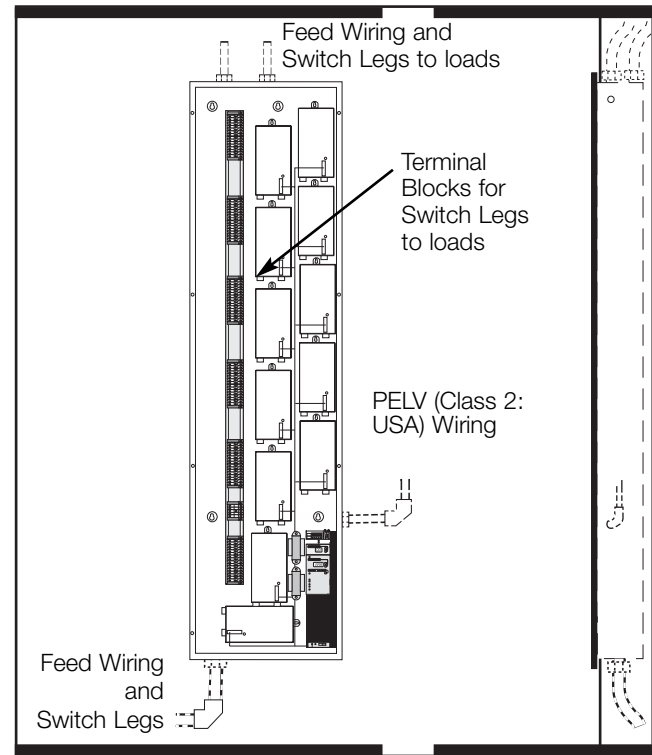 Feed Wiring and
Switch Legs to loads
Terminal
Blocks for
Switch Legs
to loads
PELV (Class 2:
USA) Wiring
Feed Wiring
and
Switch Legs